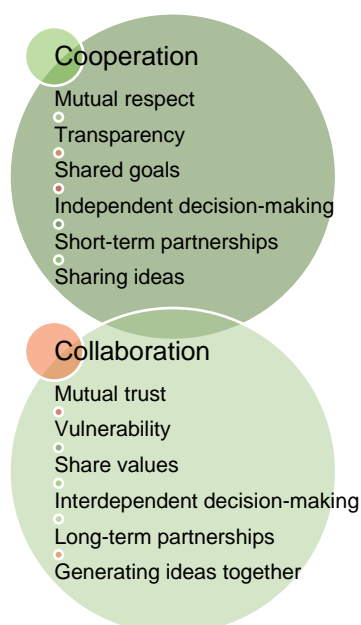 Cooperation
Mutual respect
Transparency
Shared goals
Independent decision-making
Short-term partnerships
Sharing ideas
Collaboration
Mutual trust
Vulnerability
Share values
Interdependent decision-making
Long-term partnerships
Generating ideas together